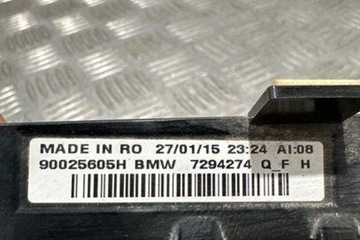 MADE IN RO 27/01/15 23:24 AI:08
90025605H BMW 7294274 Q_F H